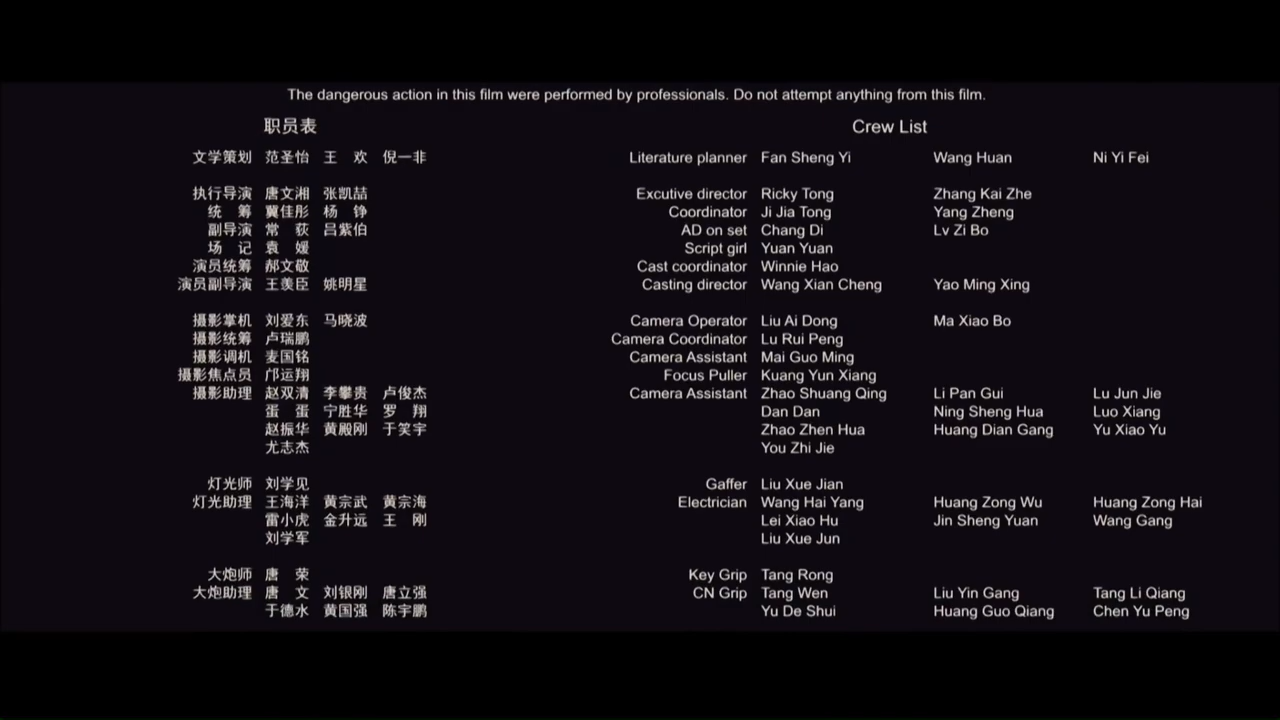 The dangerous action in this film were performed by professionals. Do not attempt anything from this film.
职员表 Crew List
文学策划 范圣怡 王 欢 倪一非 Literature planner Fan Sheng Yi Wang Huan Ni Yi Fei
执行导演 唐文湘 张凯喆 Excutive director Ricky Tong Zhang Kai Zhe
统 筹 冀佳彤 杨 铮 Coordinator Ji Jia Tong Yang Zheng
副导演 常 荻 吕紫伯 AD on set Chang Di Lv Zi Bo
场 记 袁 媛 Script girl Yuan Yuan
演员统筹 郝文敬 Cast coordinator Winnie Hao
演员副导演 王羡臣 姚明星 Casting director Wang Xian Cheng Yao Ming Xing
摄影掌机 刘爱东 马晓波 Camera Operator Liu Ai Dong Ma Xiao Bo
摄影统筹 卢瑞鹏 Camera Coordinator Lu Rui Peng
摄影调机 麦国铭 Camera Assistant Mai Guo Ming
摄影焦点员 邝运翔 Focus Puller Kuang Yun Xiang
摄影助理 赵双清 李攀贵 卢俊杰 Camera Assistant Zhao Shuang Qing Li Pan Gui Lu Jun Jie
蛋 蛋 宁胜华 罗 翔 Dan Dan Ning Sheng Hua Luo Xiang
赵振华 黄殿刚 于笑宇 Zhao Zhen Hua Huang Dian Gang Yu Xiao Yu
尤志杰 You Zhi Jie
灯光师 刘学见 Gaffer Liu Xue Jian
灯光助理 王海洋 黄宗武 黄宗海 Electrician Wang Hai Yang Huang Zong Wu Huang Zong Hai
雷小虎 金升远 王 刚 Lei Xiao Hu Jin Sheng Yuan Wang Gang
刘学军 Liu Xue Jun
大炮师 唐 荣 Key Grip Tang Rong
大炮助理 唐 文 刘银刚 唐立强 CN Grip Tang Wen Liu Yin Gang Tang Li Qiang
于德水 黄国强 陈宇鹏 Yu De Shui Huang Guo Qiang Chen Yu Peng